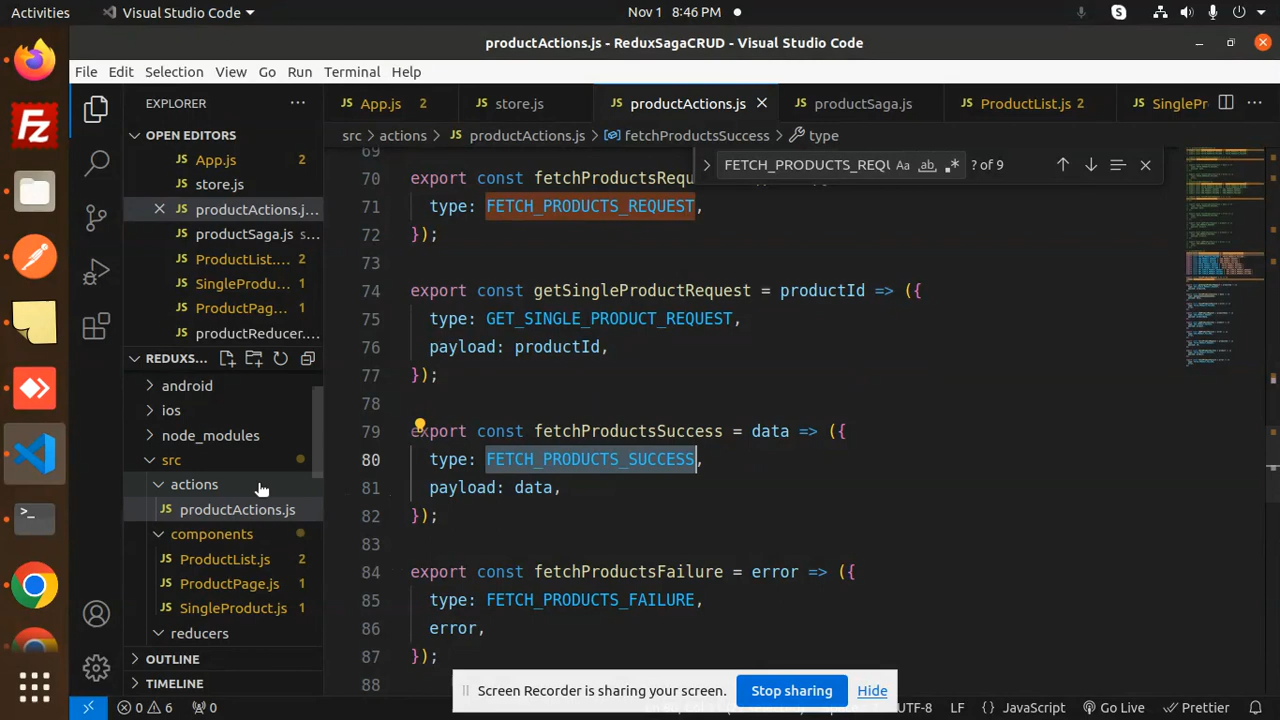 Activities Visual Studio Code Nov 1 8:46 PM
productActions.js - ReduxSagaCRUD - Visual Studio Code
File Edit Selection View Go Run Terminal Help
EXPLORER
OPEN EDITORS
App.js 2
store.js
productActions.j...
productSaga.js s...
ProductList.... 2
SingleProdu... 1
ProductPag... 1
productReducer...
REDUXS...
android
ios
node_modules
src
actions
productActions.js
components
ProductList.js 2
ProductPage.js 1
SingleProduct.js 1
reducers
OUTLINE
TIMELINE
App.js 2 store.js productActions.js productSaga.js ProductList.js 2 SinglePr
src actions productActions.js fetchProductsSuccess type
FETCH_PRODUCTS_REQU Aa ab ? of 9
69
70 export const fetchProductsRequ
71 type: FETCH_PRODUCTS_REQUEST,
72 });
73
74 export const getSingleProductRequest = productId => ({
75 type: GET_SINGLE_PRODUCT_REQUEST,
76 payload: productId,
77 });
78
79 export const fetchProductsSuccess = data => ({
80 type: FETCH_PRODUCTS_SUCCESS,
81 payload: data,
82 });
83
84 export const fetchProductsFailure = error => ({
85 type: FETCH_PRODUCTS_FAILURE,
86 error,
87 });
88
Screen Recorder is sharing your screen. Stop sharing Hide
0 6 0 UTF-8 LF {} JavaScript Go Live Prettier